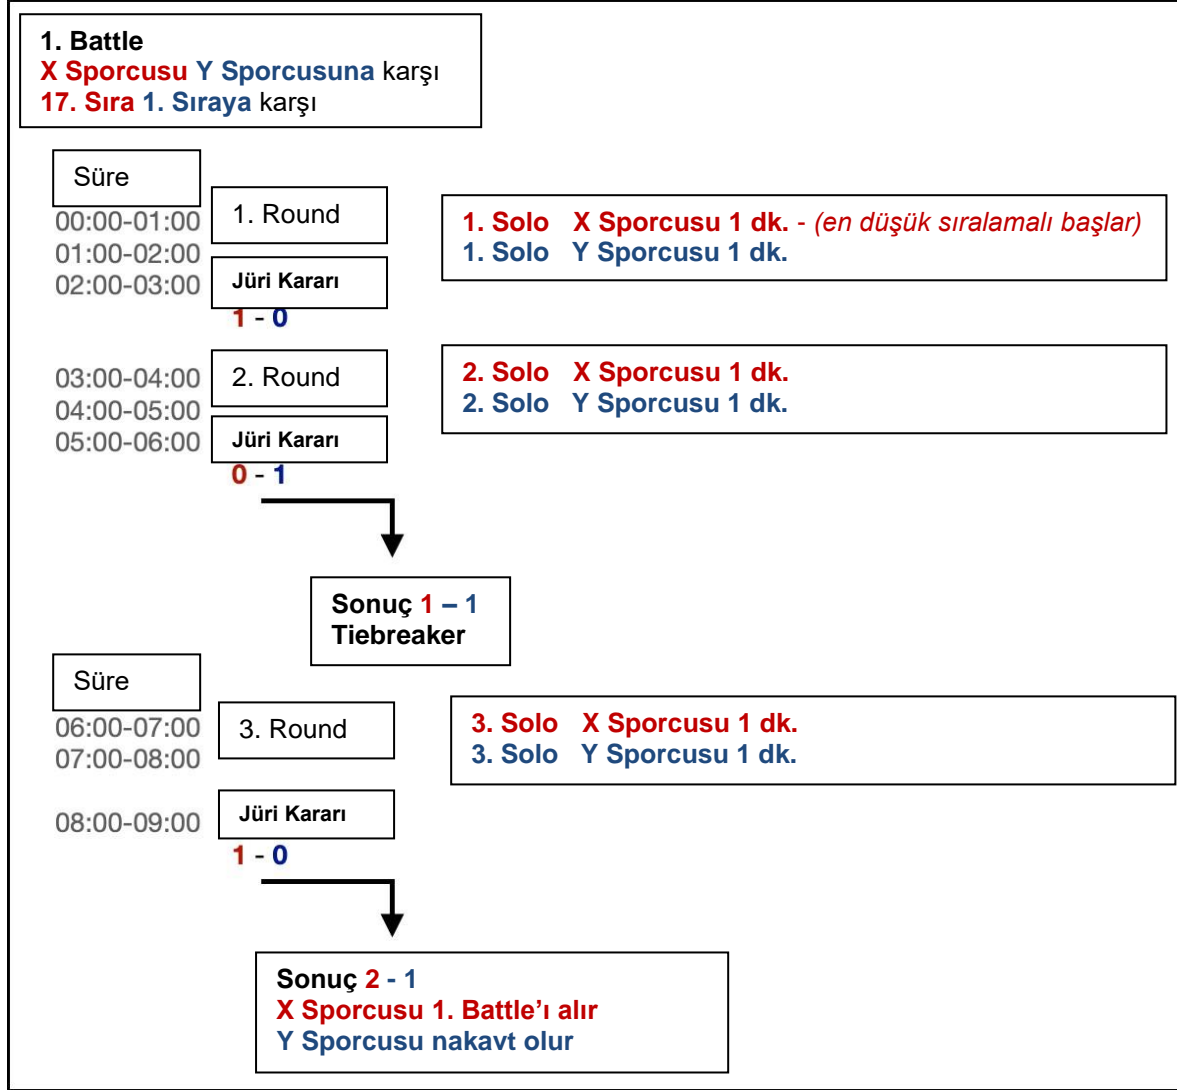 1. Battle
X Sporcusu Y Sporcusuna karşı
17. Sıra 1. Sıraya karşı
Süre
00:00-01:00
01:00-02:00
02:00-03:00
1. Round
Jüri Kararı
1 - 0
1. Solo X Sporcusu 1 dk. - (en düşük sıralamalı başlar)
1. Solo Y Sporcusu 1 dk.
03:00-04:00
04:00-05:00
05:00-06:00
2. Round
Jüri Kararı
0 - 1
2. Solo X Sporcusu 1 dk.
2. Solo Y Sporcusu 1 dk.
Sonuç 1 – 1
Tiebreaker
Süre
06:00-07:00
07:00-08:00
08:00-09:00
3. Round
Jüri Kararı
1 - 0
3. Solo X Sporcusu 1 dk.
3. Solo Y Sporcusu 1 dk.
Sonuç 2 - 1
X Sporcusu 1. Battle’ı alır
Y Sporcusu nakavt olur